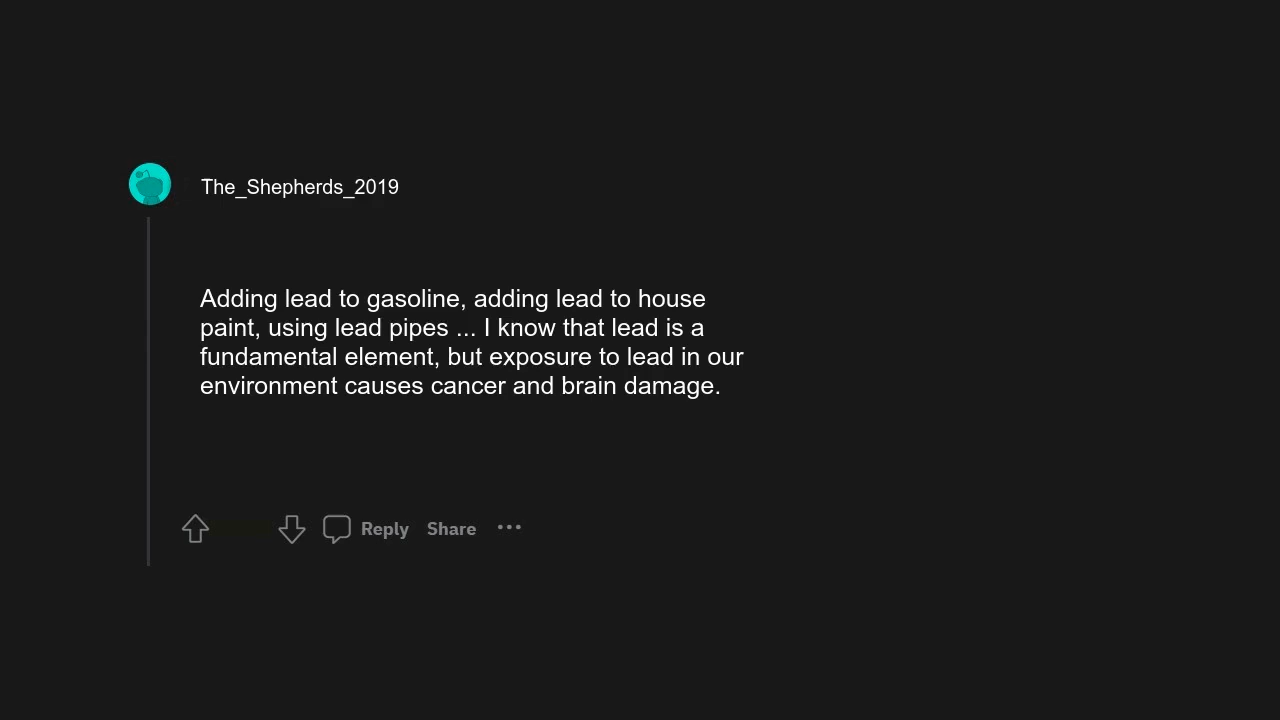 The_Shepherds_2019
Adding lead to gasoline, adding lead to house
paint, using lead pipes ... I know that lead is a
fundamental element, but exposure to lead in our
environment causes cancer and brain damage.
Reply Share